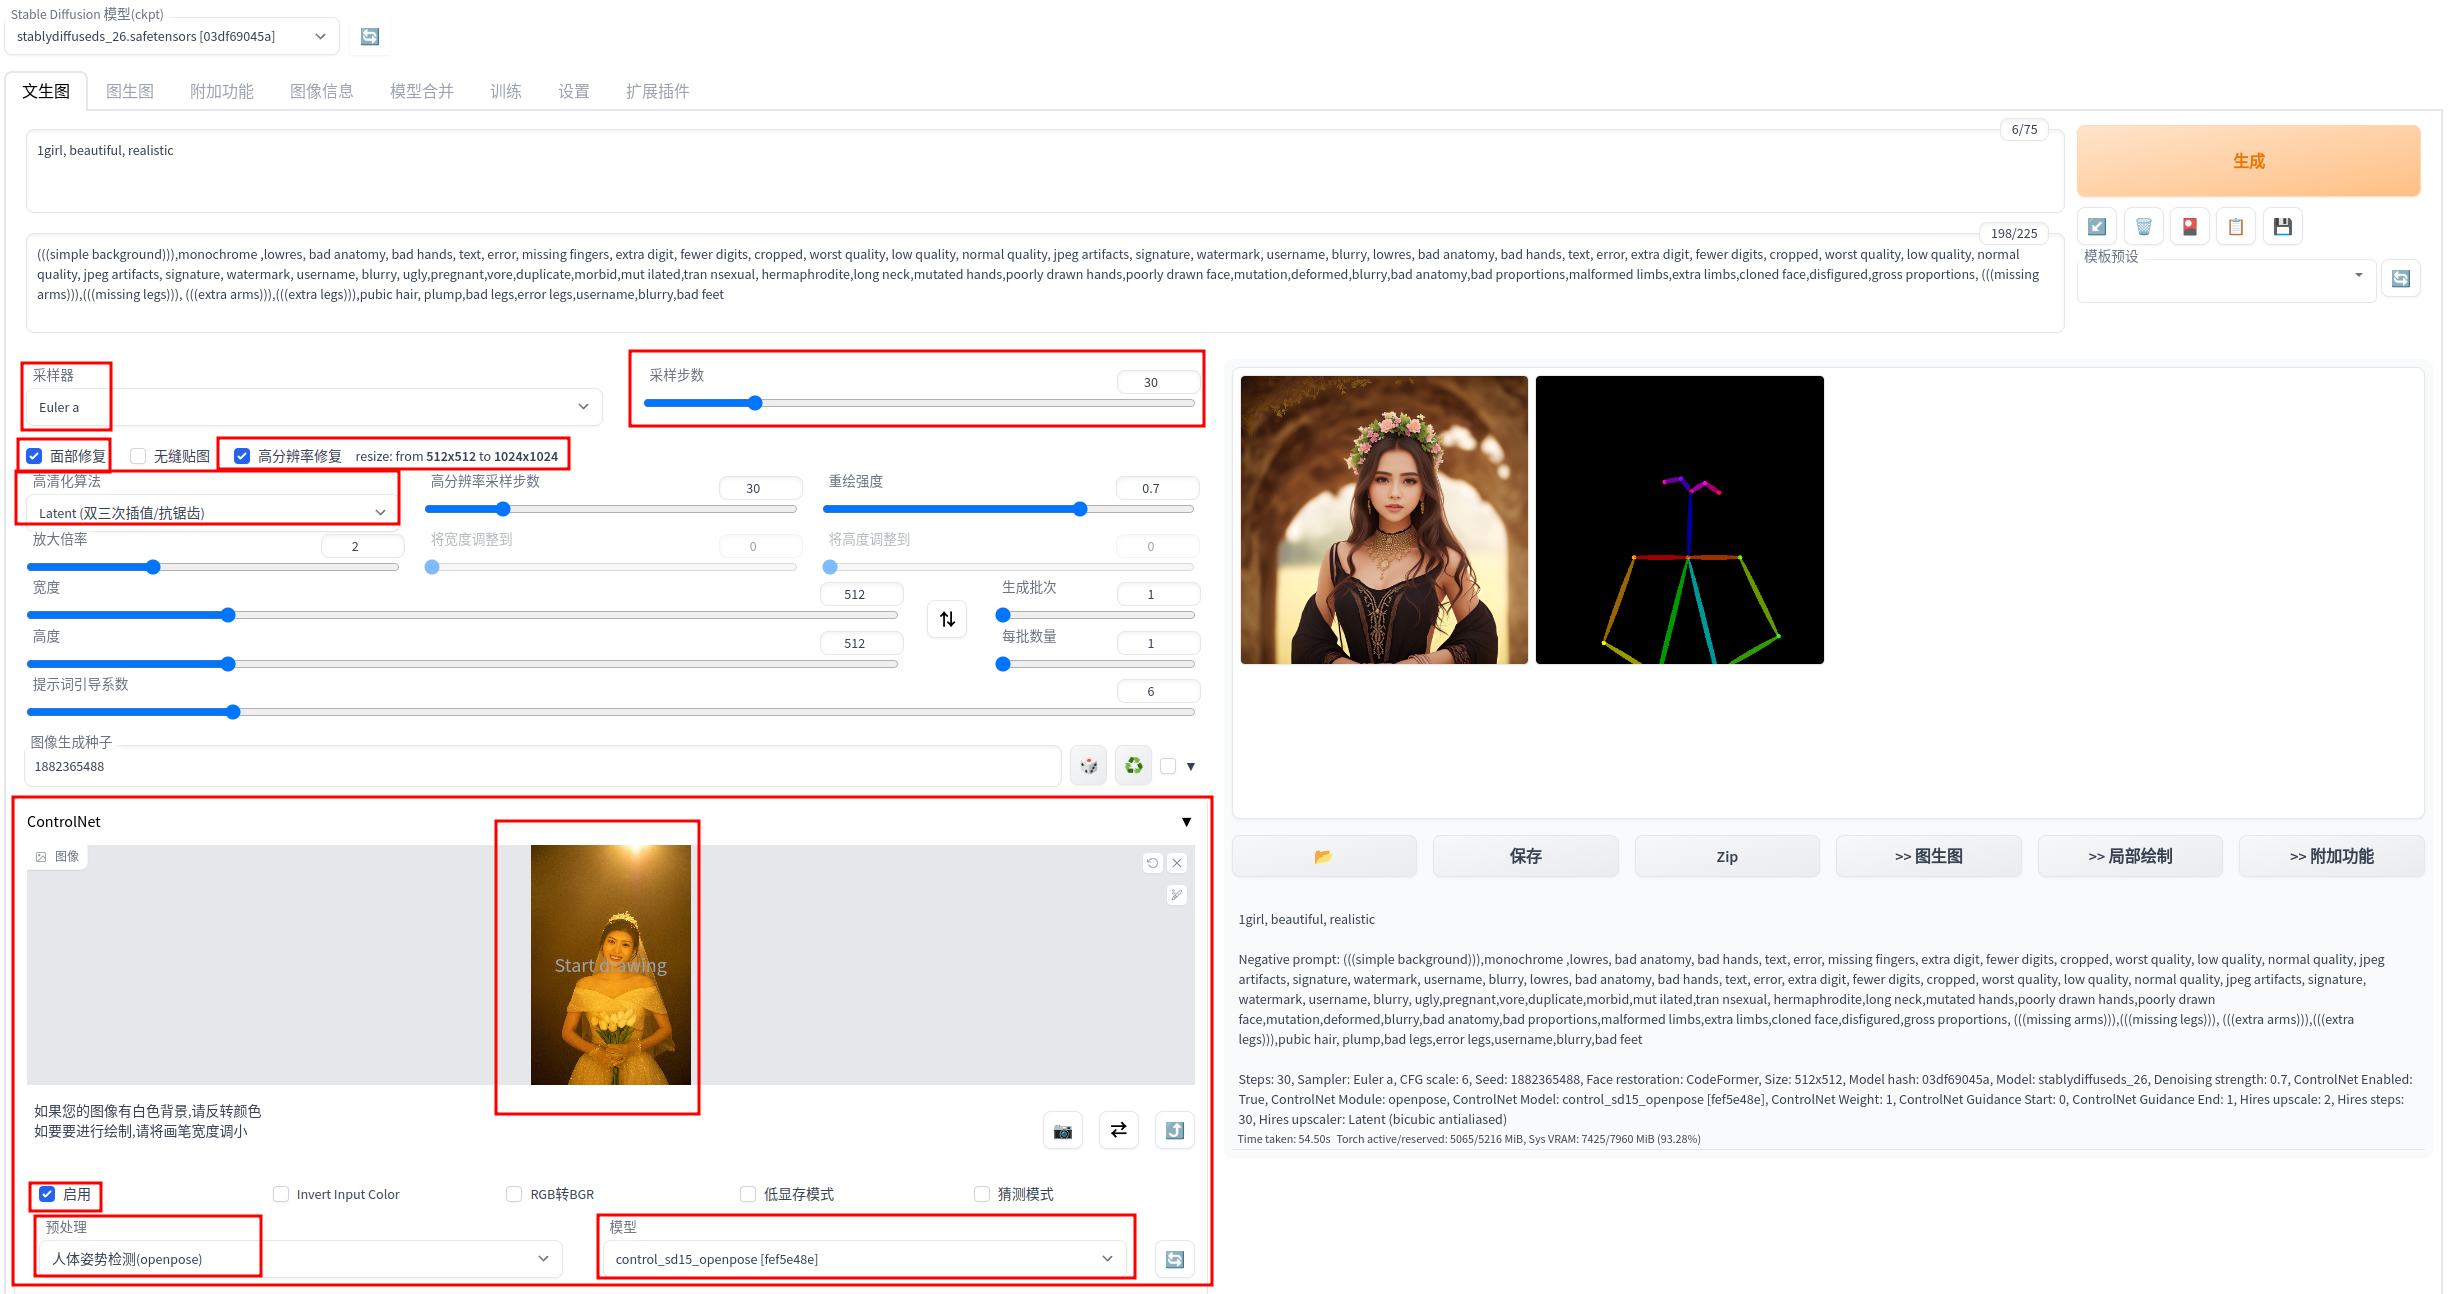 Stable Diffusion 模型(ckpt)
stablydiffuseds_26.safetensors [03df69045a]
文生图 图生图 附加功能 图像信息 模型合并 训练 设置 扩展插件
6/75
1girl, beautiful, realistic
生成
198/225
(((simple background))),monochrome ,lowres, bad anatomy, bad hands, text, error, missing fingers, extra digit, fewer digits, cropped, worst quality, low quality, normal quality, jpeg artifacts, signature, watermark, username, blurry, lowres, bad anatomy, bad hands, text, error, extra digit, fewer digits, cropped, worst quality, low quality, normal
quality, jpeg artifacts, signature, watermark, username, blurry, ugly,pregnant,vore,duplicate,morbid,mut ilated,tran nsexual, hermaphrodite,long neck,mutated hands,poorly drawn hands,poorly drawn face,mutation,deformed,blurry,bad anatomy,bad proportions,malformed limbs,extra limbs,cloned face,disfigured,gross proportions, (((missing
arms))),(((missing legs))), (((extra arms))),(((extra legs))),pubic hair, plump,bad legs,error legs,username,blurry,bad feet
模板预设
采样器
Euler a
采样步数
30
面部修复 无缝贴图 高分辨率修复 resize: from 512x512 to 1024x1024
高清化算法
Latent (双三次插值/抗锯齿)
高分辨率采样步数
30
重绘强度
0.7
放大倍率
2
将宽度调整到
0
将高度调整到
0
宽度
512
生成批次
1
高度
512
每批数量
1
提示词引导系数
6
图像生成种子
1882365488
ControlNet
图像
Start drawing
如果您的图像有白色背景,请反转颜色
如要要进行绘制,请将画笔宽度调小
启用 Invert Input Color RGB转BGR 低显存模式 猜测模式
预处理
人体姿势检测(openpose)
模型
control_sd15_openpose [fef5e48e]
保存 Zip >> 图生图 >> 局部绘制 >> 附加功能
1girl, beautiful, realistic
Negative prompt: (((simple background))),monochrome ,lowres, bad anatomy, bad hands, text, error, missing fingers, extra digit, fewer digits, cropped, worst quality, low quality, normal quality, jpeg
artifacts, signature, watermark, username, blurry, lowres, bad anatomy, bad hands, text, error, extra digit, fewer digits, cropped, worst quality, low quality, normal quality, jpeg artifacts, signature,
watermark, username, blurry, ugly,pregnant,vore,duplicate,morbid,mut ilated,tran nsexual, hermaphrodite,long neck,mutated hands,poorly drawn hands,poorly drawn
face,mutation,deformed,blurry,bad anatomy,bad proportions,malformed limbs,extra limbs,cloned face,disfigured,gross proportions, (((missing arms))),(((missing legs))), (((extra arms))),(((extra
legs))),pubic hair, plump,bad legs,error legs,username,blurry,bad feet
Steps: 30, Sampler: Euler a, CFG scale: 6, Seed: 1882365488, Face restoration: CodeFormer, Size: 512x512, Model hash: 03df69045a, Model: stablydiffuseds_26, Denoising strength: 0.7, ControlNet Enabled:
True, ControlNet Module: openpose, ControlNet Model: control_sd15_openpose [fef5e48e], ControlNet Weight: 1, ControlNet Guidance Start: 0, ControlNet Guidance End: 1, Hires upscale: 2, Hires steps:
30, Hires upscaler: Latent (bicubic antialiased)
Time taken: 54.50s Torch active/reserved: 5065/5216 MiB, Sys VRAM: 7425/7960 MiB (93.28%)